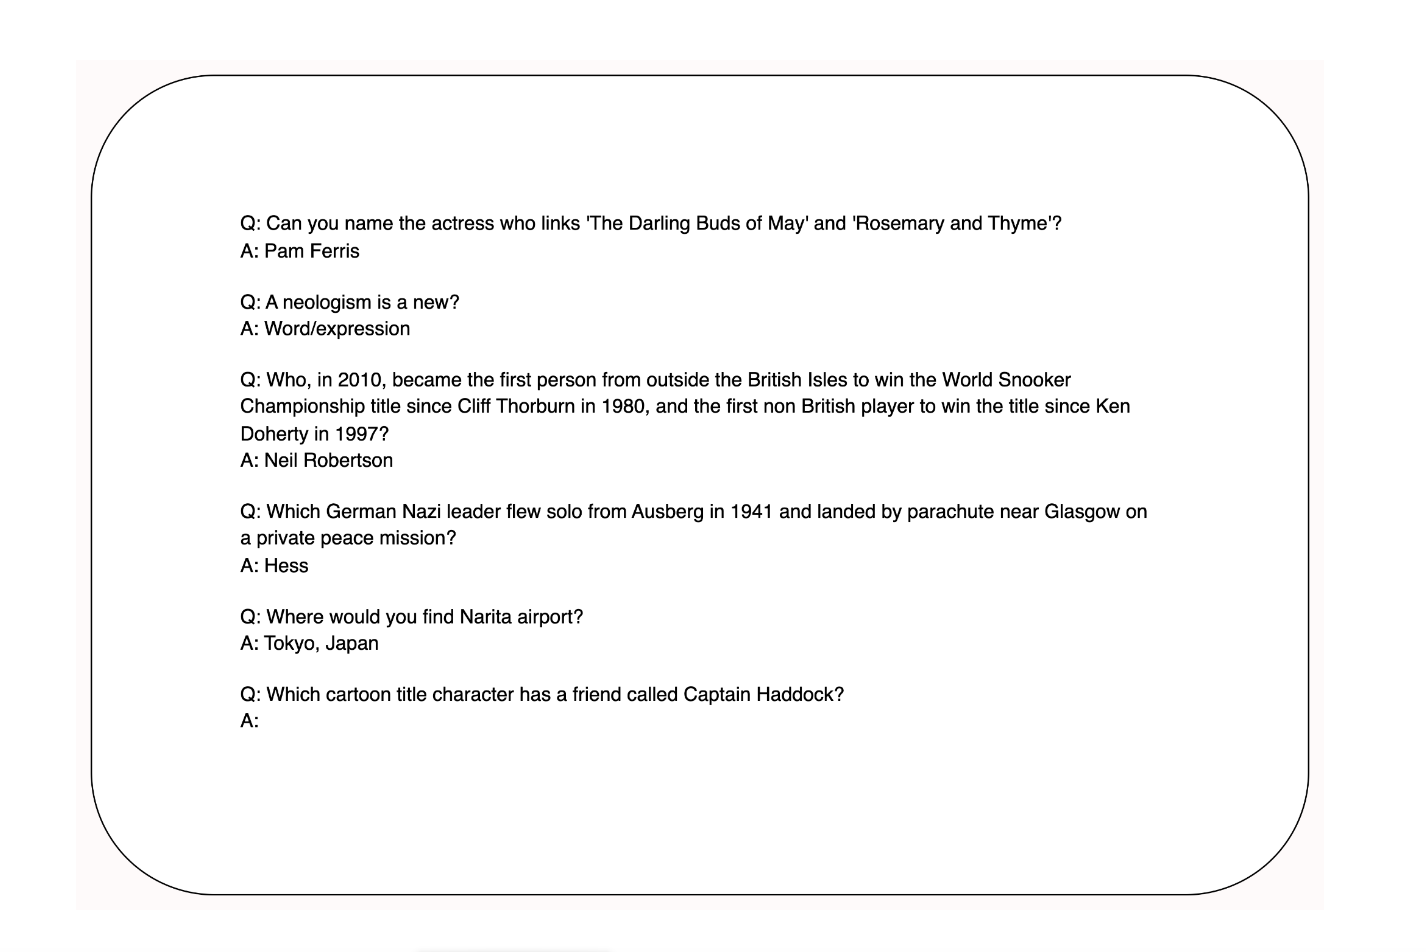 Q: Can you name the actress who links 'The Darling Buds of May' and 'Rosemary and Thyme'?
A: Pam Ferris
Q: A neologism is a new?
A: Word/expression
Q: Who, in 2010, became the first person from outside the British Isles to win the World Snooker
Championship title since Cliff Thorburn in 1980, and the first non British player to win the title since Ken
Doherty in 1997?
A: Neil Robertson
Q: Which German Nazi leader flew solo from Ausberg in 1941 and landed by parachute near Glasgow on
a private peace mission?
A: Hess
Q: Where would you find Narita airport?
A: Tokyo, Japan
Q: Which cartoon title character has a friend called Captain Haddock?
A: